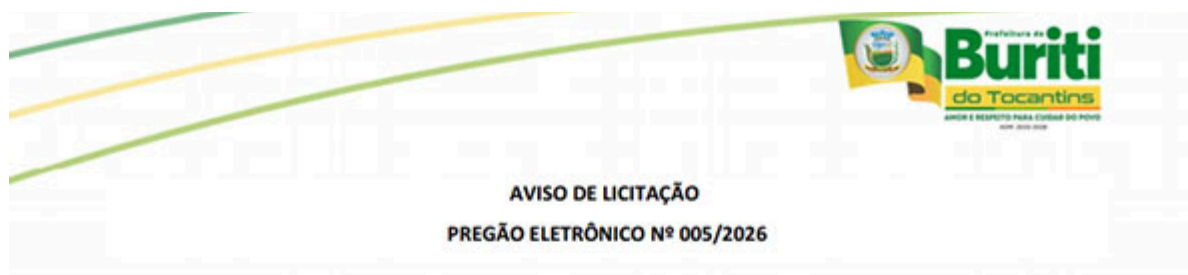 Prefeitura de
Buriti
do Tocantins
AMOR E RESPEITO PARA CUIDAR DO POVO
AVISO DE LICITAÇÃO
PREGÃO ELETRÔNICO Nº 005/2026